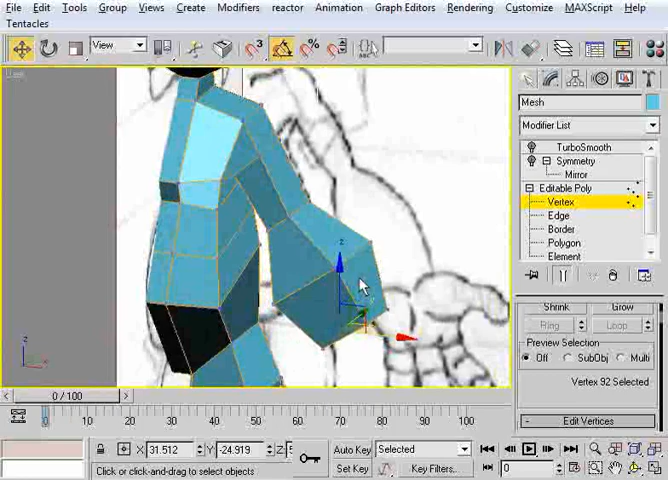 File Edit Tools Group Views Create Modifiers reactor Animation Graph Editors Rendering Customize MAXScript Help
Tentacles
View
3
%
Mesh
Modifier List
TurboSmooth
Symmetry
Mirror
Editable Poly
Vertex
Edge
Border
Polygon
Element
z
Shrink Grow
Ring Loop
Preview Selection
Off SubObj Multi
Vertex 92 Selected
z
x
Edit Vertices
0 / 100
0 10 20 30 40 50 60 70 80 90 100
X 31.512 Y -24.919 Z
Auto Key Selected
Click or click-and-drag to select objects
Set Key Key Filters... 0